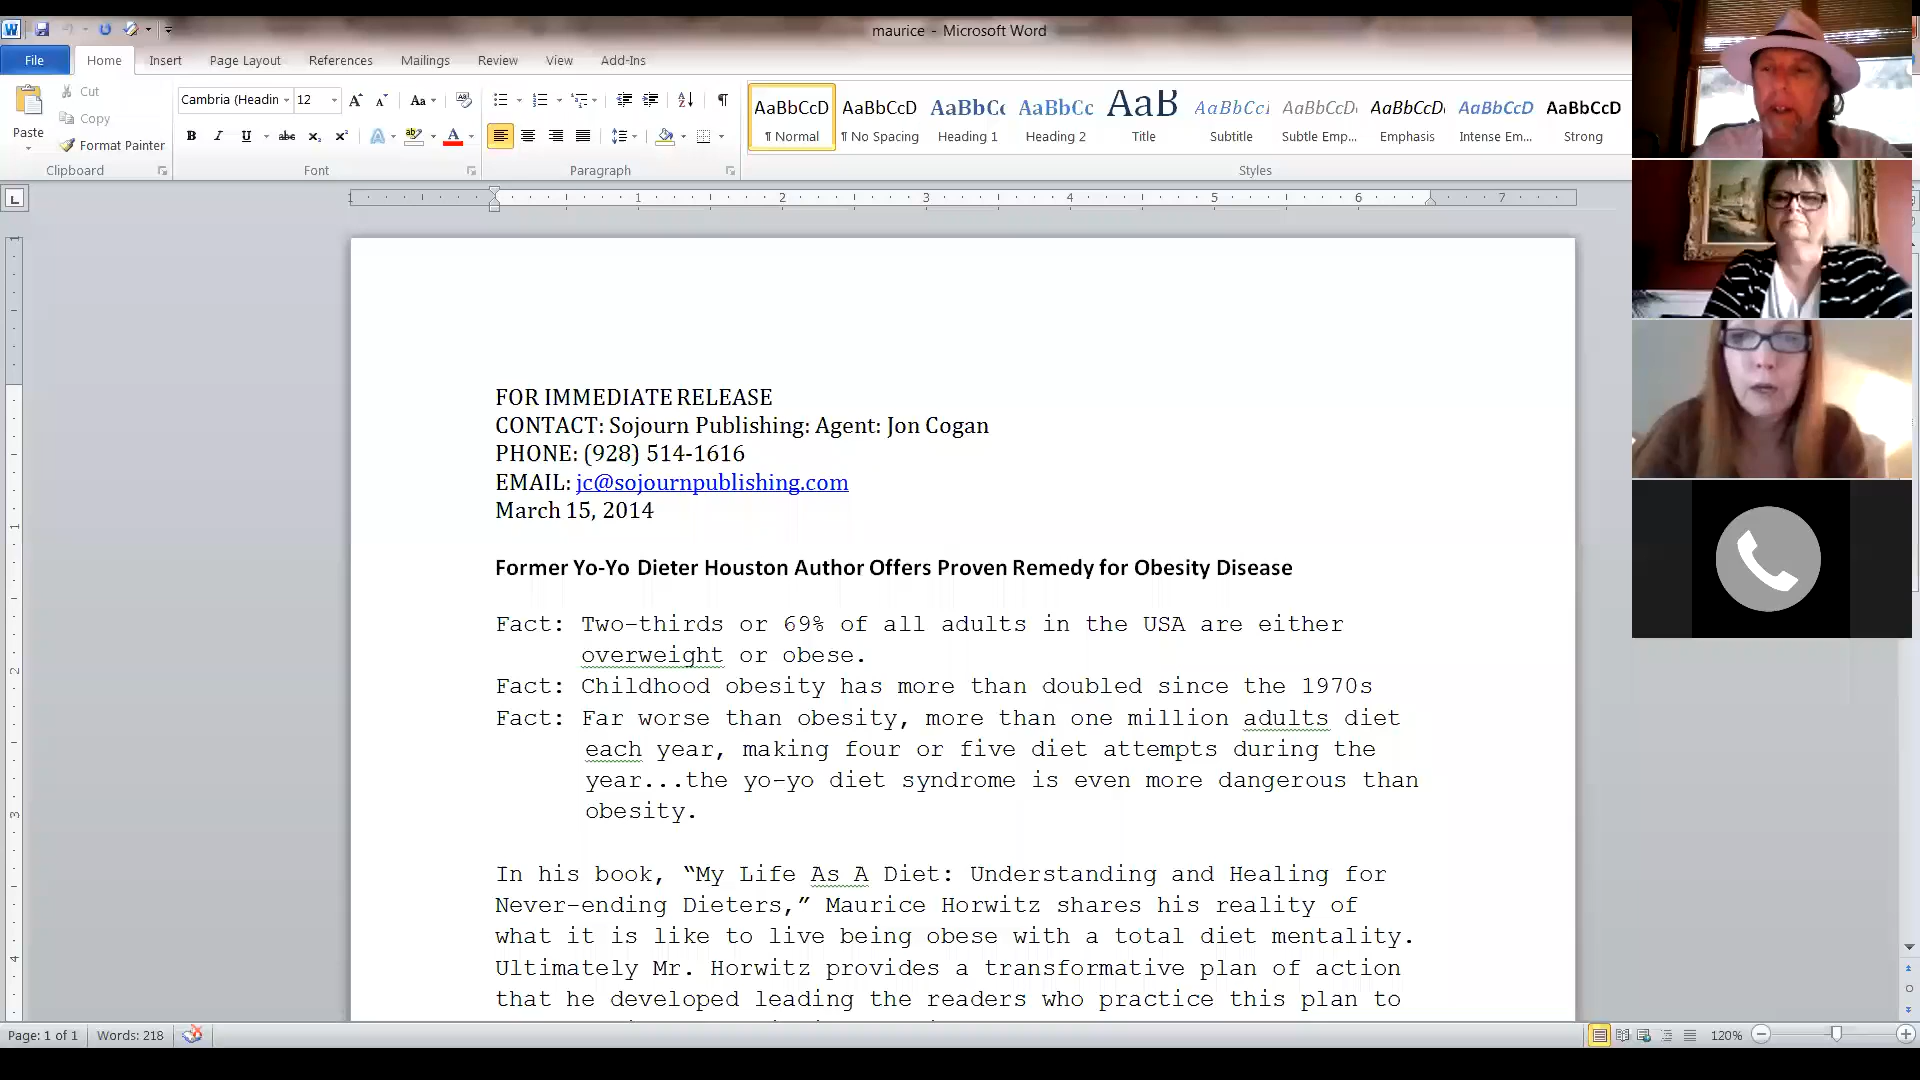 maurice - Microsoft Word
File Home Insert Page Layout References Mailings Review View Add-Ins
Paste
Cut
Copy
Format Painter
Clipboard
Cambria (Headin 12
Font
Paragraph
AaBbCcD AaBbCcD AaBbCc AaBbCc AaB AaBbCcI AaBbCcD AaBbCcD AaBbCcD AaBbCcD
¶ Normal ¶ No Spacing Heading 1 Heading 2 Title Subtitle Subtle Emp... Emphasis Intense Em... Strong
Styles
1 1 2 3 4 5 6 7
FOR IMMEDIATE RELEASE
CONTACT: Sojourn Publishing: Agent: Jon Cogan
PHONE: (928) 514-1616
EMAIL: jc@sojournpublishing.com
March 15, 2014
Former Yo-Yo Dieter Houston Author Offers Proven Remedy for Obesity Disease
Fact: Two-thirds or 69% of all adults in the USA are either
overweight or obese.
Fact: Childhood obesity has more than doubled since the 1970s
Fact: Far worse than obesity, more than one million adults diet
each year, making four or five diet attempts during the
year...the yo-yo diet syndrome is even more dangerous than
obesity.
In his book, “My Life As A Diet: Understanding and Healing for
Never-ending Dieters,” Maurice Horwitz shares his reality of
what it is like to live being obese with a total diet mentality.
Ultimately Mr. Horwitz provides a transformative plan of action
that he developed leading the readers who practice this plan to
Page: 1 of 1 Words: 218 120%